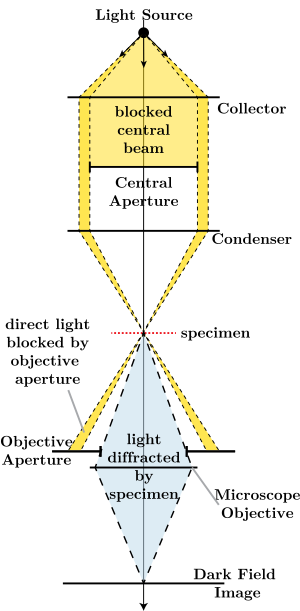 Light Source
Collector
blocked
central
beam
Central
Aperture
Condenser
direct light
blocked by
objective
aperture
specimen
Objective
Aperture
light
diffracted
by
specimen
Microscope
Objective
Dark Field
Image